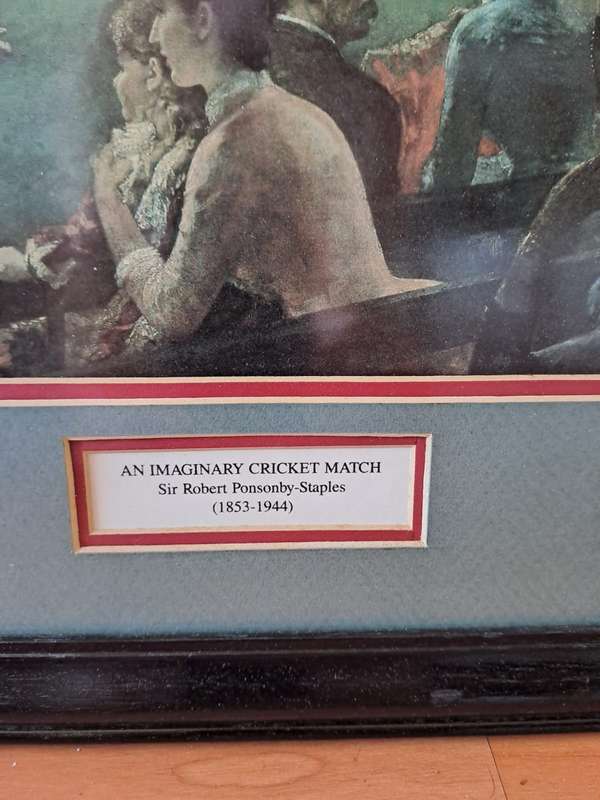 AN IMAGINARY CRICKET MATCH
Sir Robert Ponsonby-Staples
(1853-1944)